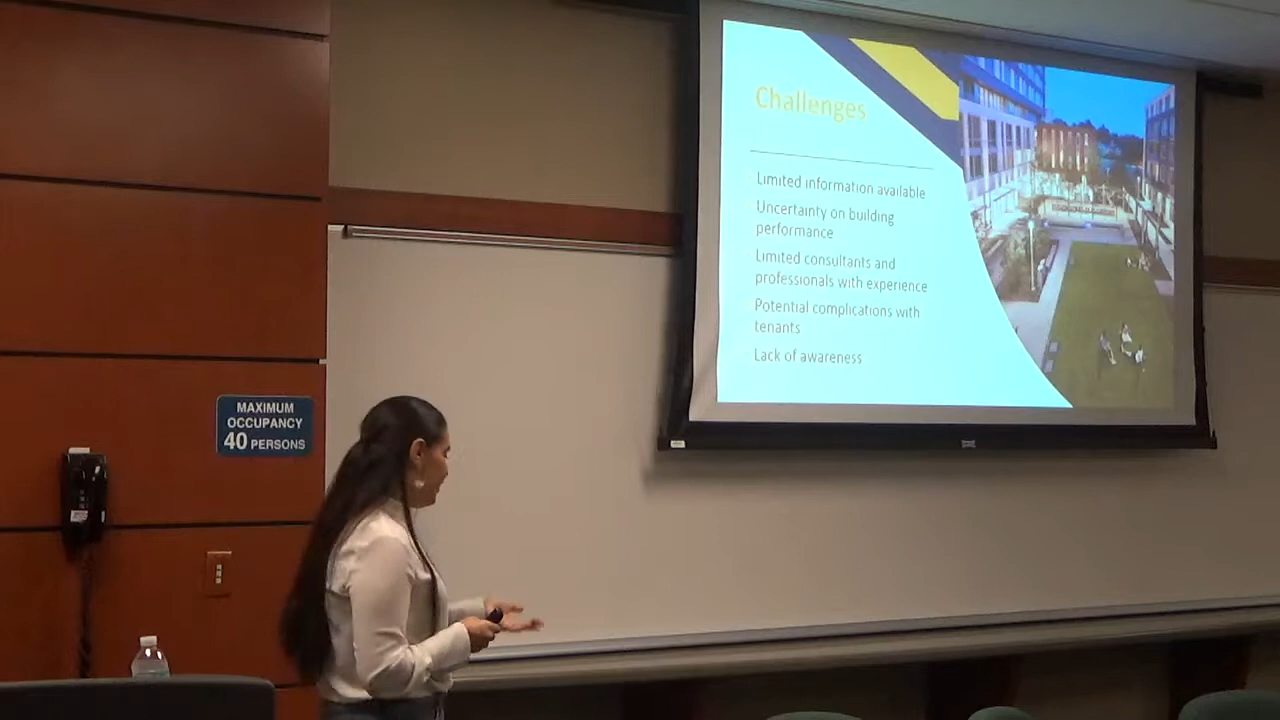 Challenges
Limited information available
Uncertainty on building
performance
Limited consultants and
professionals with experience
Potential complications with
tenants
Lack of awareness
MAXIMUM
OCCUPANCY
40 PERSONS